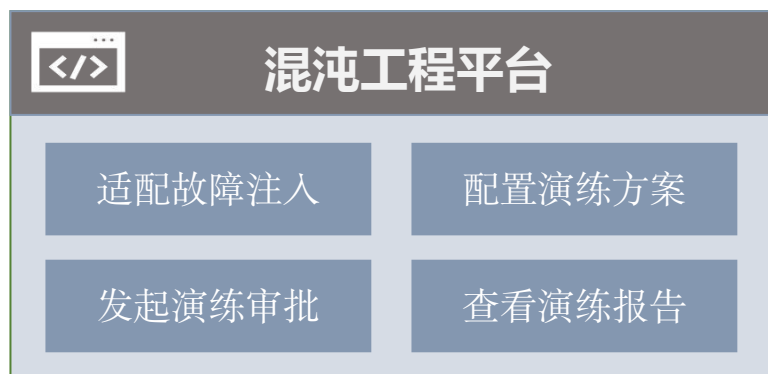 </>
混沌工程平台
适配故障注入
配置演练方案
发起演练审批
查看演练报告